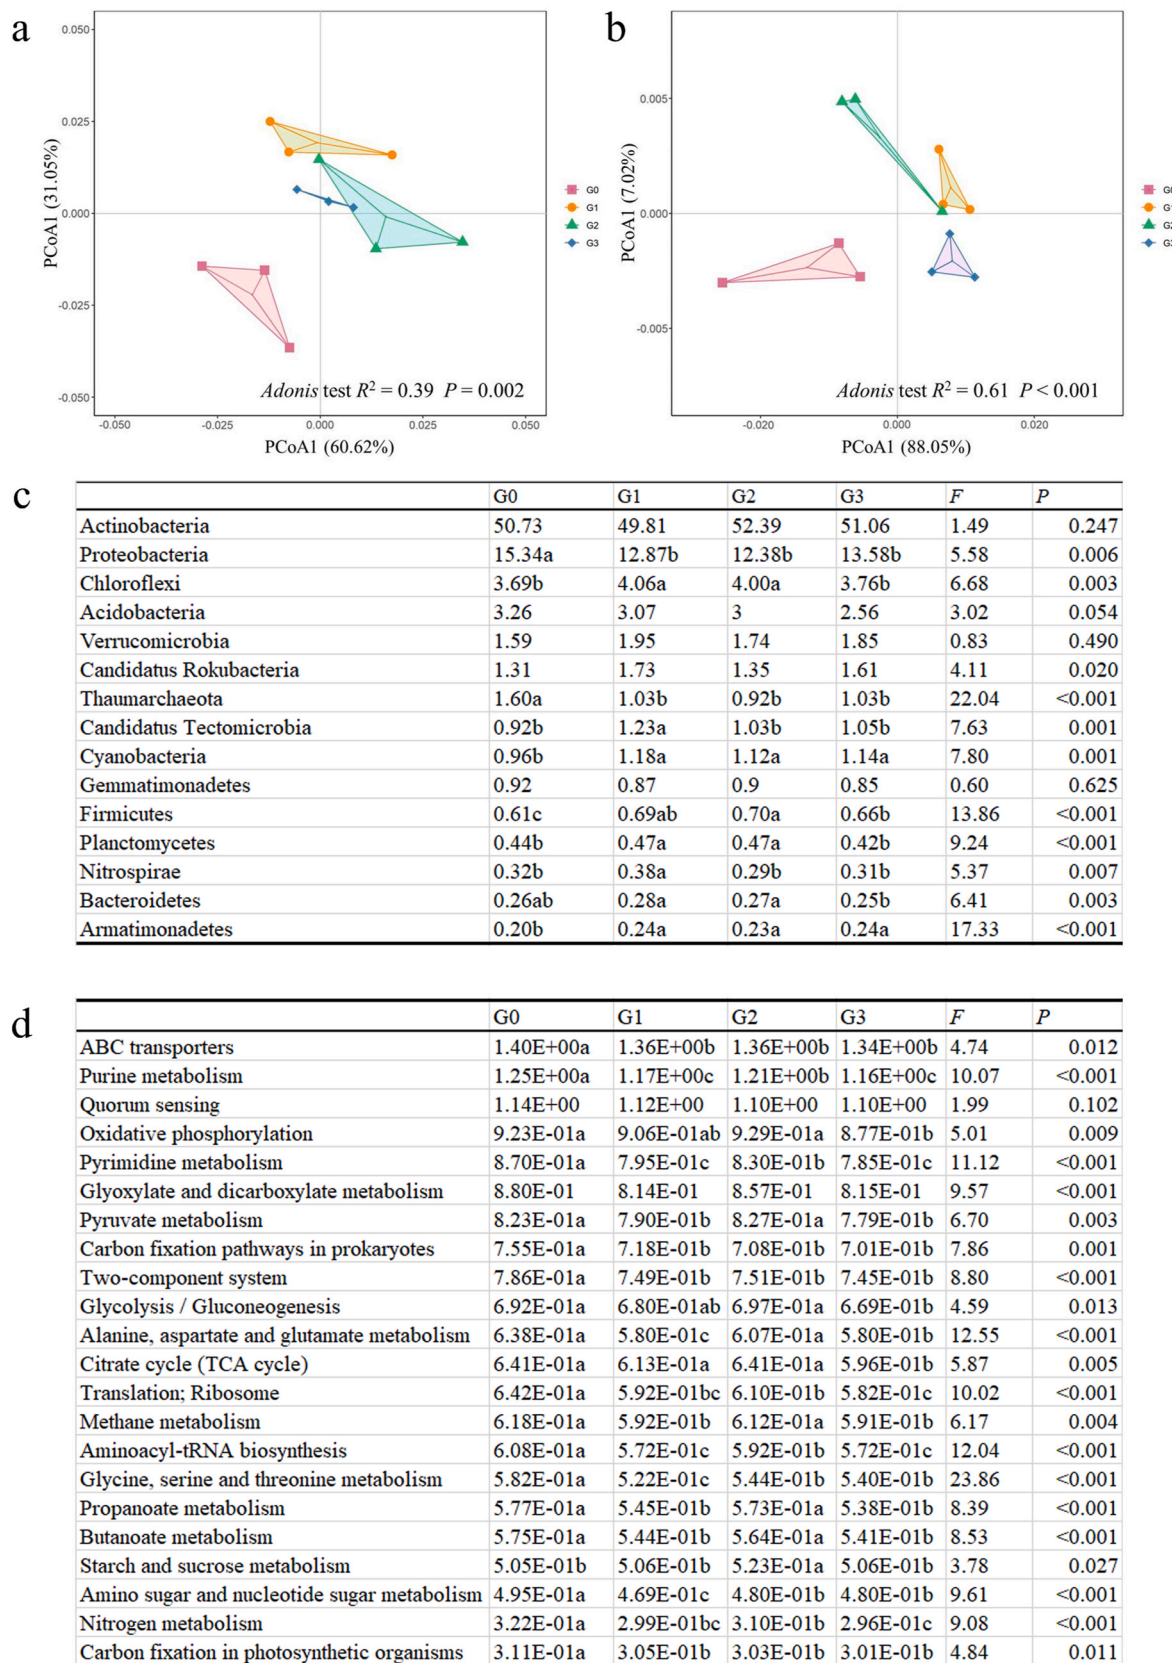 a
0.050
0.025
0.000
-0.025
-0.050
PCoA1 (31.05%)
-0.050 -0.025 0.000 0.025 0.050
PCoA1 (60.62%)
Adonis test R² = 0.39 P = 0.002
G0
G1
G2
G3
b
0.005
0.000
-0.005
PCoA1 (7.02%)
-0.020 0.000 0.020
PCoA1 (88.05%)
Adonis test R² = 0.61 P < 0.001
G0
G1
G2
G3
c
G0 G1 G2 G3 F P
Actinobacteria 50.73 49.81 52.39 51.06 1.49 0.247
Proteobacteria 15.34a 12.87b 12.38b 13.58b 5.58 0.006
Chloroflexi 3.69b 4.06a 4.00a 3.76b 6.68 0.003
Acidobacteria 3.26 3.07 3 2.56 3.02 0.054
Verrucomicrobia 1.59 1.95 1.74 1.85 0.83 0.490
Candidatus Rokubacteria 1.31 1.73 1.35 1.61 4.11 0.020
Thaumarchaeota 1.60a 1.03b 0.92b 1.03b 22.04 <0.001
Candidatus Tectomicrobia 0.92b 1.23a 1.03b 1.05b 7.63 0.001
Cyanobacteria 0.96b 1.18a 1.12a 1.14a 7.80 0.001
Gemmatimonadetes 0.92 0.87 0.9 0.85 0.60 0.625
Firmicutes 0.61c 0.69ab 0.70a 0.66b 13.86 <0.001
Planctomycetes 0.44b 0.47a 0.47a 0.42b 9.24 <0.001
Nitrospirae 0.32b 0.38a 0.29b 0.31b 5.37 0.007
Bacteroidetes 0.26ab 0.28a 0.27a 0.25b 6.41 0.003
Armatimonadetes 0.20b 0.24a 0.23a 0.24a 17.33 <0.001
d
G0 G1 G2 G3 F P
ABC transporters 1.40E+00a 1.36E+00b 1.36E+00b 1.34E+00b 4.74 0.012
Purine metabolism 1.25E+00a 1.17E+00c 1.21E+00b 1.16E+00c 10.07 <0.001
Quorum sensing 1.14E+00 1.12E+00 1.10E+00 1.10E+00 1.99 0.102
Oxidative phosphorylation 9.23E-01a 9.06E-01ab 9.29E-01a 8.77E-01b 5.01 0.009
Pyrimidine metabolism 8.70E-01a 7.95E-01c 8.30E-01b 7.85E-01c 11.12 <0.001
Glyoxylate and dicarboxylate metabolism 8.80E-01 8.14E-01 8.57E-01 8.15E-01 9.57 <0.001
Pyruvate metabolism 8.23E-01a 7.90E-01b 8.27E-01a 7.79E-01b 6.70 0.003
Carbon fixation pathways in prokaryotes 7.55E-01a 7.18E-01b 7.08E-01b 7.01E-01b 7.86 0.001
Two-component system 7.86E-01a 7.49E-01b 7.51E-01b 7.45E-01b 8.80 <0.001
Glycolysis / Gluconeogenesis 6.92E-01a 6.80E-01ab 6.97E-01a 6.69E-01b 4.59 0.013
Alanine, aspartate and glutamate metabolism 6.38E-01a 5.80E-01c 6.07E-01a 5.80E-01b 12.55 <0.001
Citrate cycle (TCA cycle) 6.41E-01a 6.13E-01a 6.41E-01a 5.96E-01b 5.87 0.005
Translation; Ribosome 6.42E-01a 5.92E-01bc 6.10E-01b 5.82E-01c 10.02 <0.001
Methane metabolism 6.18E-01a 5.92E-01b 6.12E-01a 5.91E-01b 6.17 0.004
Aminoacyl-tRNA biosynthesis 6.08E-01a 5.72E-01c 5.92E-01b 5.72E-01c 12.04 <0.001
Glycine, serine and threonine metabolism 5.82E-01a 5.22E-01c 5.44E-01b 5.40E-01b 23.86 <0.001
Propanoate metabolism 5.77E-01a 5.45E-01b 5.73E-01a 5.38E-01b 8.39 <0.001
Butanoate metabolism 5.75E-01a 5.44E-01b 5.64E-01a 5.41E-01b 8.53 <0.001
Starch and sucrose metabolism 5.05E-01b 5.06E-01b 5.23E-01a 5.06E-01b 3.78 0.027
Amino sugar and nucleotide sugar metabolism 4.95E-01a 4.69E-01c 4.80E-01b 4.80E-01b 9.61 <0.001
Nitrogen metabolism 3.22E-01a 2.99E-01bc 3.10E-01b 2.96E-01c 9.08 <0.001
Carbon fixation in photosynthetic organisms 3.11E-01a 3.05E-01b 3.03E-01b 3.01E-01b 4.84 0.011